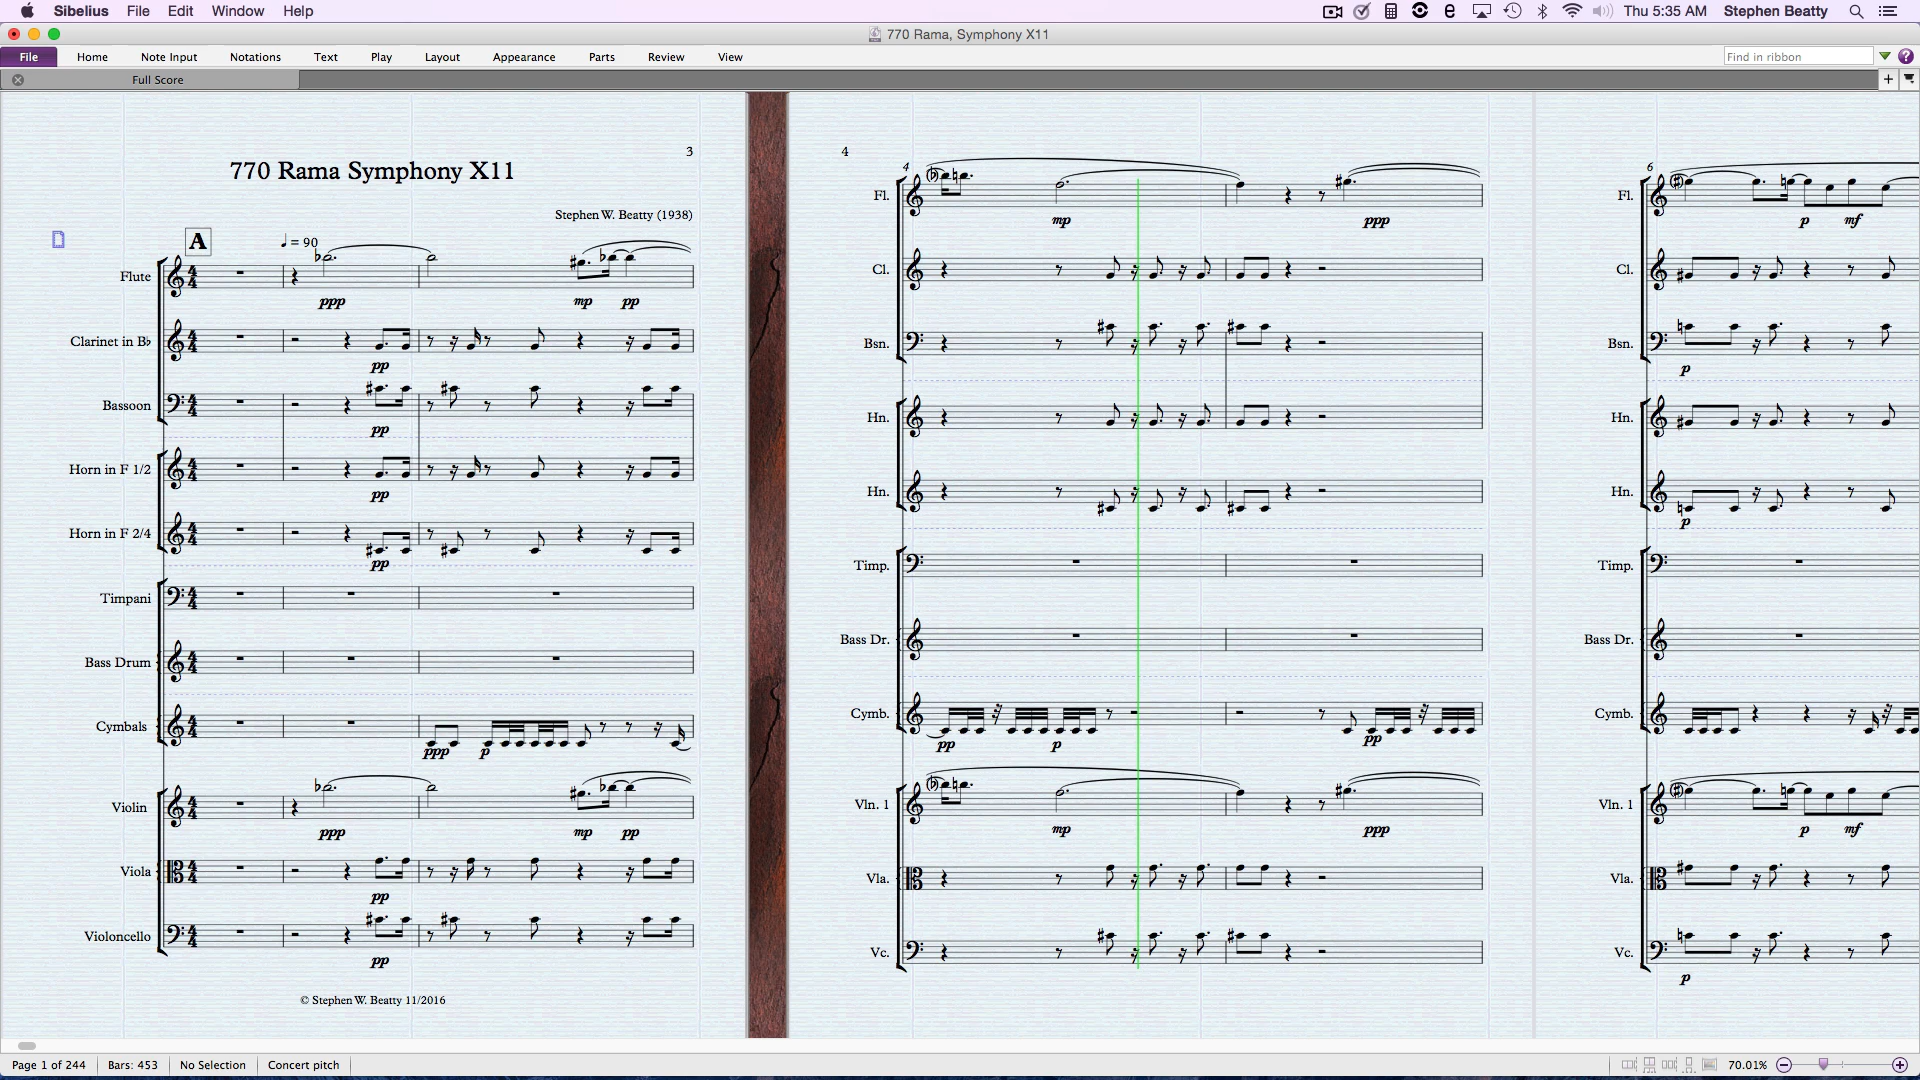 Sibelius File Edit Window Help Thu 5:35 AM Stephen Beatty
770 Rama, Symphony X11
File Home Note Input Notations Text Play Layout Appearance Parts Review View Find in ribbon ?
Full Score
3
770 Rama Symphony X11
Stephen W. Beatty (1938)
A ♩ = 90
Flute
ppp mp pp
Clarinet in B♭
pp
Bassoon
pp
Horn in F 1/2
pp
Horn in F 2/4
pp
Timpani
Bass Drum
Cymbals
ppp p
Violin
ppp mp pp
Viola
pp
Violoncello
pp
© Stephen W. Beatty 11/2016
4
4
Fl.
mp ppp
Cl.
Bsn.
Hn.
Hn.
Timp.
Bass Dr.
Cymb.
pp p pp
Vln. 1
mp ppp
Vla.
Vc.
6
Fl.
p mf
Cl.
Bsn.
p
Hn.
Hn.
p
Timp.
Bass Dr.
Cymb.
Vln. 1
p mf
Vla.
Vc.
p
Page 1 of 244 Bars: 453 No Selection Concert pitch 70.01%